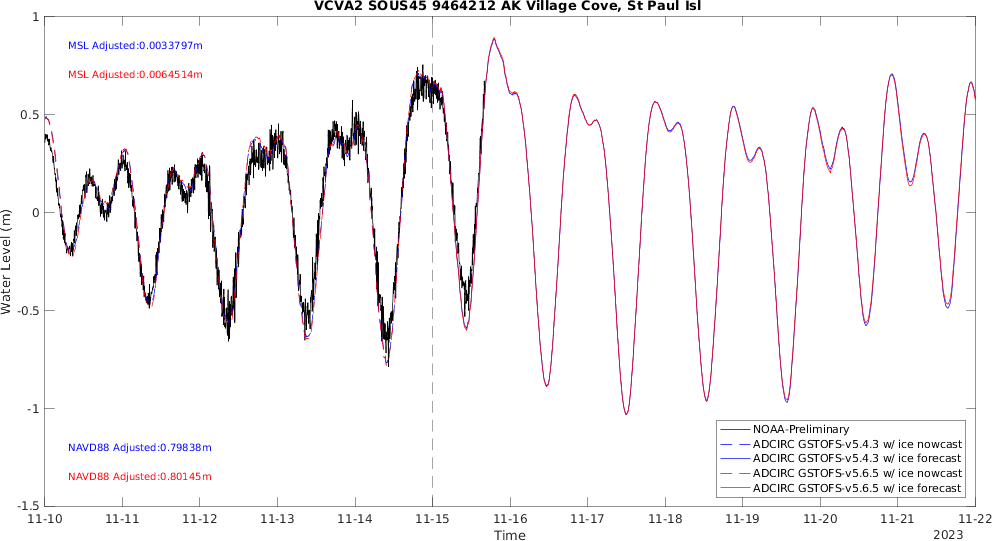 VCVA2 SOUS45 9464212 AK Village Cove, St Paul Isl
MSL Adjusted:0.0033797m
MSL Adjusted:0.0064514m
NAVD88 Adjusted:0.79838m
NAVD88 Adjusted:0.80145m
Water Level (m)
1
0.5
0
-0.5
-1
-1.5
NOAA-Preliminary
ADCIRC GSTOFS-v5.4.3 w/ ice nowcast
ADCIRC GSTOFS-v5.4.3 w/ ice forecast
ADCIRC GSTOFS-v5.6.5 w/ ice nowcast
ADCIRC GSTOFS-v5.6.5 w/ ice forecast
11-10 11-11 11-12 11-13 11-14 11-15 11-16 11-17 11-18 11-19 11-20 11-21 11-22
Time
2023